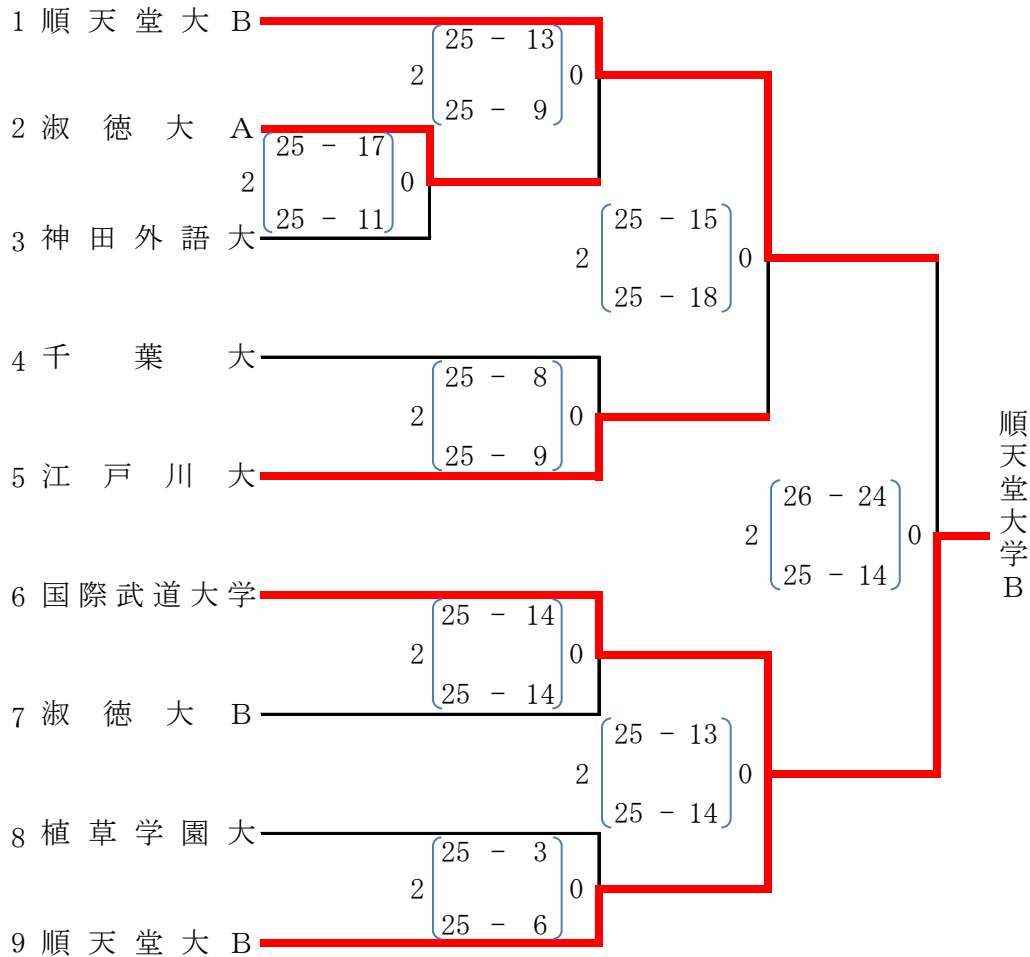 1 順天堂大B
25 - 13
2 0
25 - 9
2 淑徳大A
25 - 17
2 0
25 - 11
3 神田外語大
25 - 15
2 0
25 - 18
4 千葉大
25 - 8
2 0
25 - 9
5 江戸川大
順天堂大学B
26 - 24
2 0
25 - 14
6 国際武道大学
25 - 14
2 0
25 - 14
7 淑徳大B
25 - 13
2 0
25 - 14
8 植草学園大
25 - 3
2 0
25 - 6
9 順天堂大B